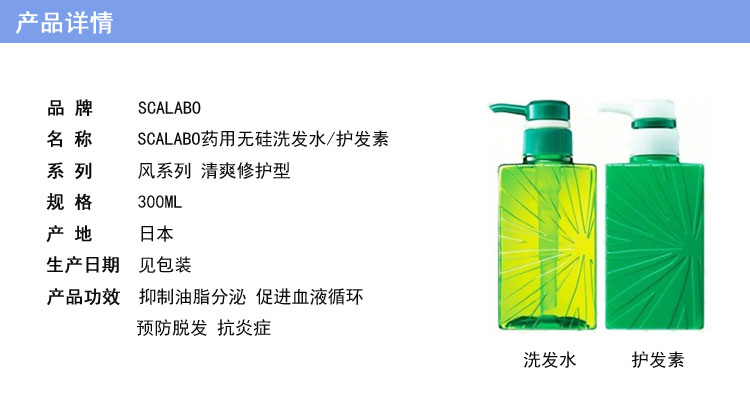 产品详情
品 牌 SCALABO
名 称 SCALABO药用无硅洗发水/护发素
系 列 风系列 清爽修护型
规 格 300ML
产 地 日本
生产日期 见包装
产品功效 抑制油脂分泌 促进血液循环
预防脱发 抗炎症
洗发水 护发素